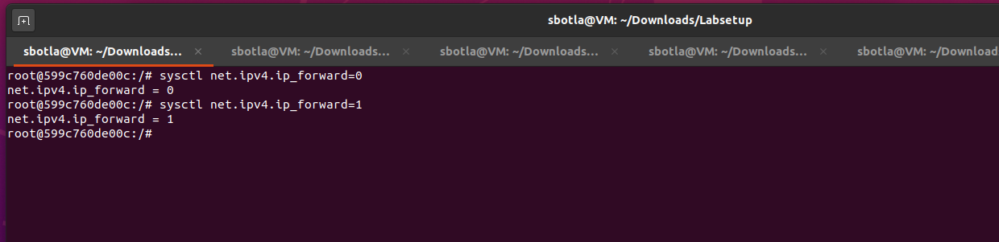 sbotla@VM: ~/Downloads/Labsetup
sbotla@VM: ~/Downloads... × sbotla@VM: ~/Downloads... × sbotla@VM: ~/Downloads... × sbotla@VM: ~/Downloads... × sbotla@VM: ~/Download
root@599c760de00c:/# sysctl net.ipv4.ip_forward=0
net.ipv4.ip_forward = 0
root@599c760de00c:/# sysctl net.ipv4.ip_forward=1
net.ipv4.ip_forward = 1
root@599c760de00c:/#